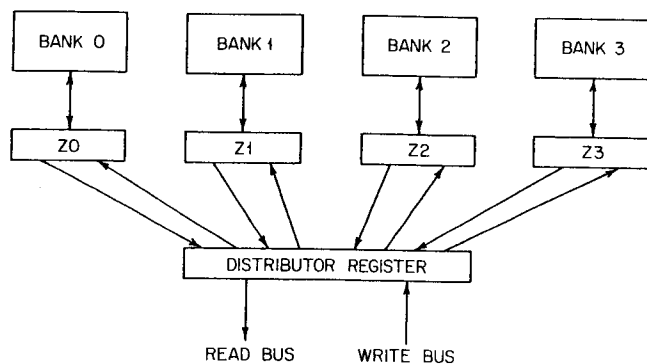 BANK 0 BANK 1 BANK 2 BANK 3
Z0 Z1 Z2 Z3
DISTRIBUTOR REGISTER
READ BUS WRITE BUS